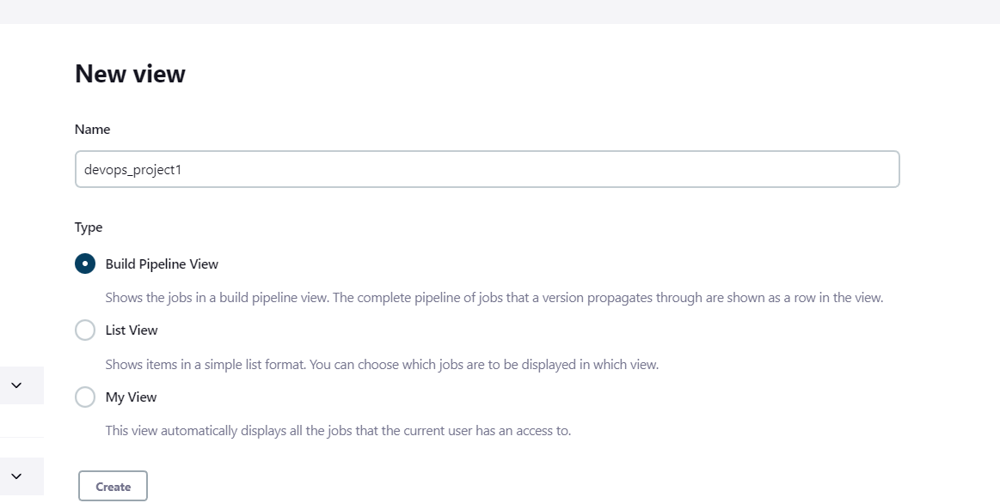 New view
Name
devops_project1
Type
Build Pipeline View
Shows the jobs in a build pipeline view. The complete pipeline of jobs that a version propagates through are shown as a row in the view.
List View
Shows items in a simple list format. You can choose which jobs are to be displayed in which view.
My View
This view automatically displays all the jobs that the current user has an access to.
Create